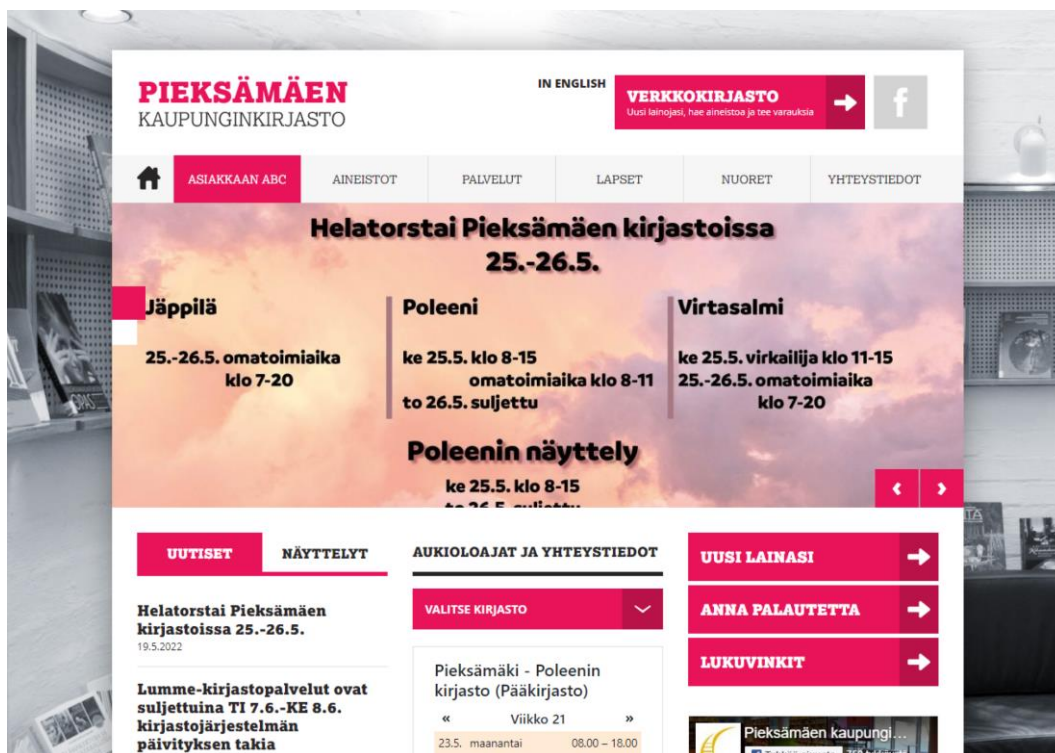 PIEKSÄMÄEN
KAUPUNGINKIRJASTO
IN ENGLISH
VERKKOKIRJASTO
Uusi lainojasi, hae aineistoa ja tee varauksia
ASIAKKAAN ABC
AINEISTOT
PALVELUT
LAPSET
NUORET
YHTEYSTIEDOT
Helatorstai Pieksämäen kirjastoissa
25.-26.5.
Jäppilä
25.-26.5. omatoimiaika
klo 7-20
Poleeni
ke 25.5. klo 8-15
omatoimiaika klo 8-11
to 26.5. suljettu
Virtasalmi
ke 25.5. virkailija klo 11-15
25.-26.5. omatoimiaika
klo 7-20
Poleenin näyttely
ke 25.5. klo 8-15
to 26.5. suljettu
UUTISET
NÄYTTELYT
Helatorstai Pieksämäen
kirjastoissa 25.-26.5.
19.5.2022
Lumme-kirjastopalvelut ovat
suljettuina TI 7.6.-KE 8.6.
kirjastojärjestelmän
päivityksen takia
AUKIOLOAJAT JA YHTEYSTIEDOT
VALITSE KIRJASTO
Pieksämäki - Poleenin
kirjasto (Pääkirjasto)
« Viikko 21 »
23.5. maanantai 08.00 – 18.00
UUSI LAINASI
ANNA PALAUTETTA
LUKUVINKIT
Pieksämäen kaupungi...
OPAS